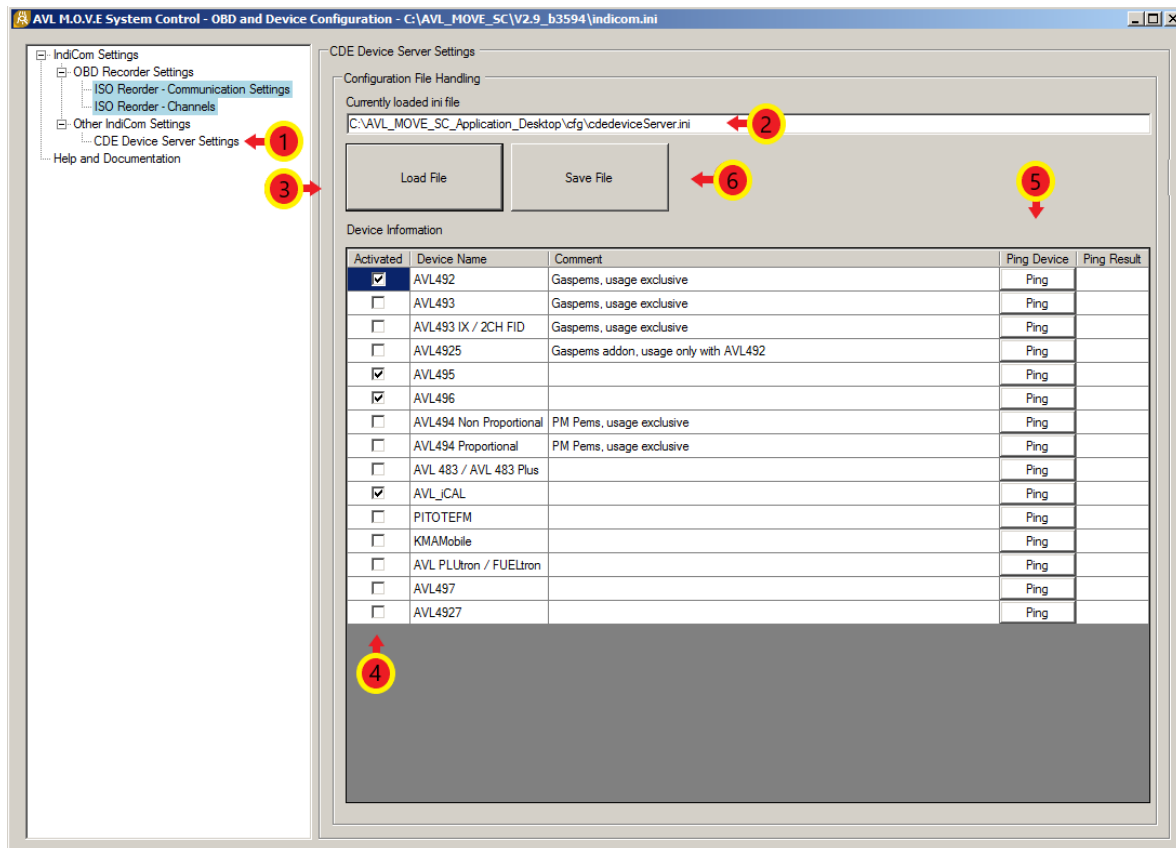 AVL M.O.V.E System Control - OBD and Device Configuration - C:\AVL_MOVE_SC\V2.9_b3594\indicom.ini
IndiCom Settings
OBD Recorder Settings
ISO Reorder - Communication Settings
ISO Reorder - Channels
Other IndiCom Settings
CDE Device Server Settings
1
Help and Documentation
CDE Device Server Settings
Configuration File Handling
Currently loaded ini file
C:\AVL_MOVE_SC_Application_Desktop\cfg\cdedeviceServer.ini
2
3
Load File
Save File
6
5
Device Information
Activated Device Name Comment Ping Device Ping Result
AVL492 Gaspems, usage exclusive Ping
AVL493 Gaspems, usage exclusive Ping
AVL493 IX / 2CH FID Gaspems, usage exclusive Ping
AVL4925 Gaspems addon, usage only with AVL492 Ping
AVL495 Ping
AVL496 Ping
AVL494 Non Proportional PM Pems, usage exclusive Ping
AVL494 Proportional PM Pems, usage exclusive Ping
AVL 483 / AVL 483 Plus Ping
AVL_iCAL Ping
PITOTEFM Ping
KMAMobile Ping
AVL PLUtron / FUELtron Ping
AVL497 Ping
AVL4927 Ping
4